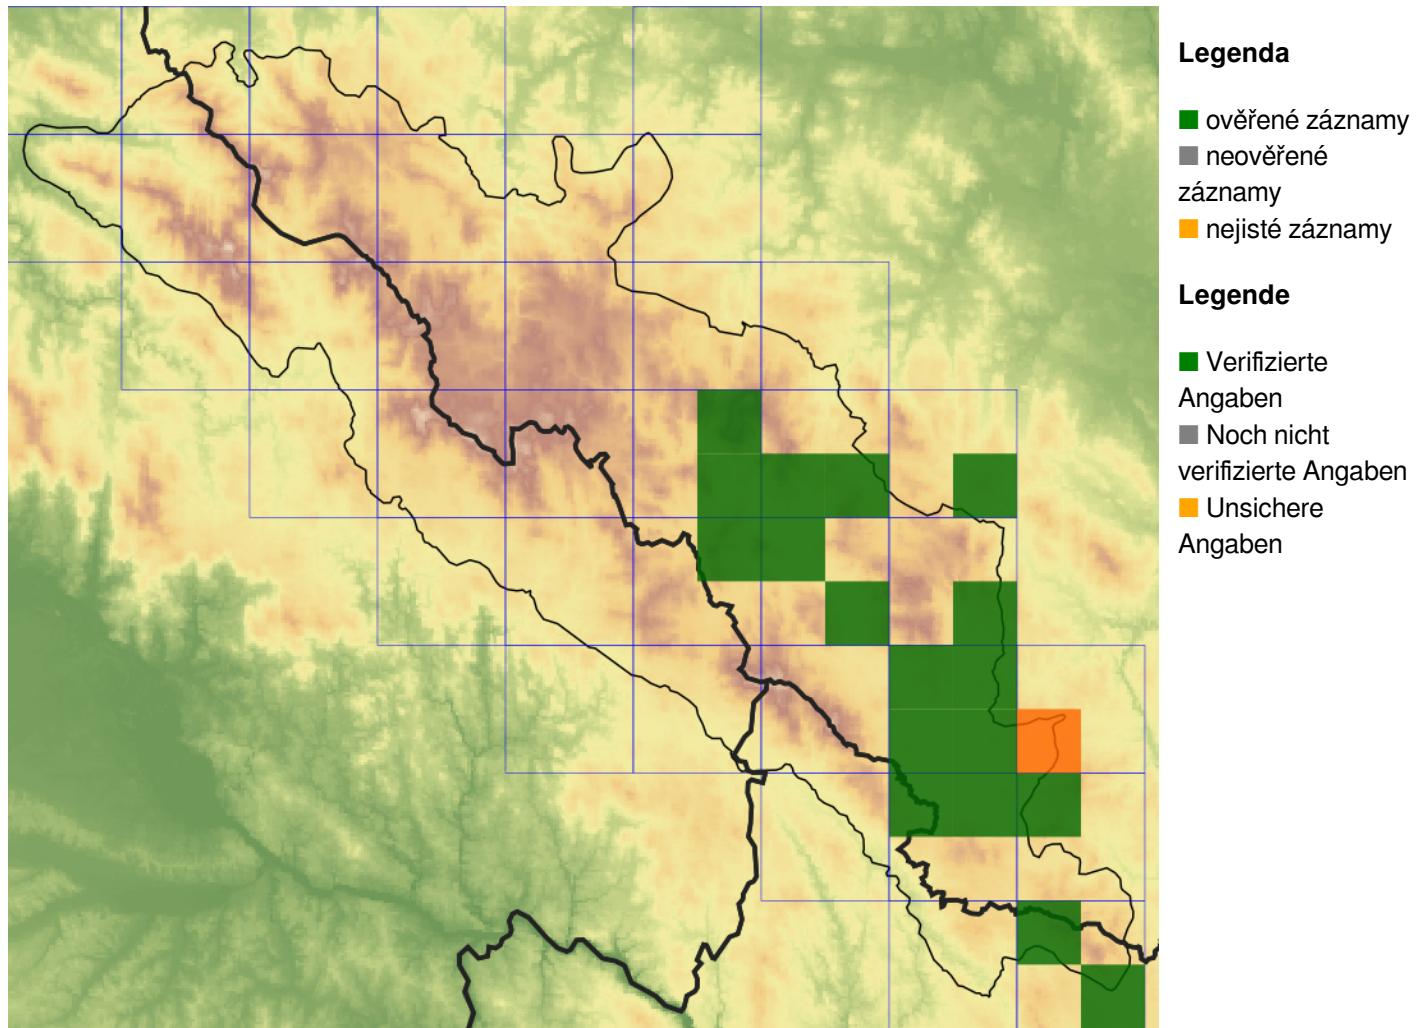 Legenda
ověřené záznamy
neověřené
záznamy
nejisté záznamy
Legende
Verifizierte
Angaben
Noch nicht
verifizierte Angaben
Unsichere
Angaben